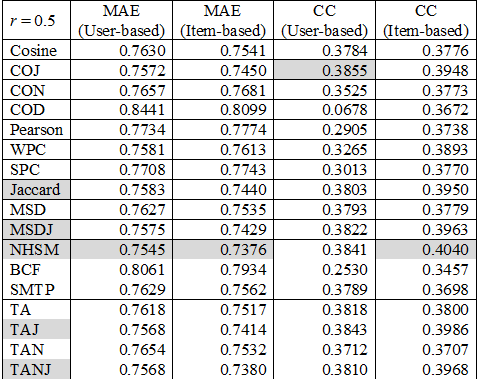 r = 0.5 MAE (User-based) MAE (Item-based) CC (User-based) CC (Item-based)
Cosine 0.7630 0.7541 0.3784 0.3776
COJ 0.7572 0.7450 0.3855 0.3948
CON 0.7657 0.7681 0.3525 0.3773
COD 0.8441 0.8099 0.0678 0.3672
Pearson 0.7734 0.7774 0.2905 0.3738
WPC 0.7581 0.7613 0.3265 0.3893
SPC 0.7708 0.7743 0.3013 0.3770
Jaccard 0.7583 0.7440 0.3803 0.3950
MSD 0.7627 0.7535 0.3793 0.3779
MSDJ 0.7575 0.7429 0.3822 0.3963
NHSM 0.7545 0.7376 0.3841 0.4040
BCF 0.8061 0.7934 0.2530 0.3457
SMTP 0.7629 0.7562 0.3789 0.3698
TA 0.7618 0.7517 0.3818 0.3800
TAJ 0.7568 0.7414 0.3843 0.3986
TAN 0.7654 0.7532 0.3712 0.3707
TANJ 0.7568 0.7380 0.3810 0.3968